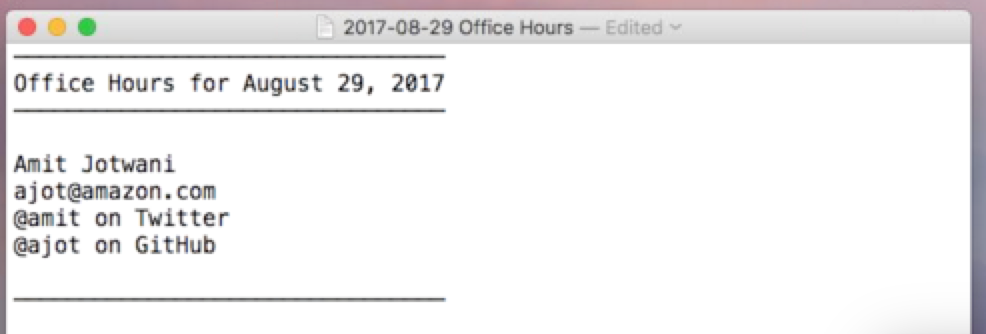 2017-08-29 Office Hours — Edited
Office Hours for August 29, 2017
Amit Jotwani
ajot@amazon.com
@amit on Twitter
@ajot on GitHub